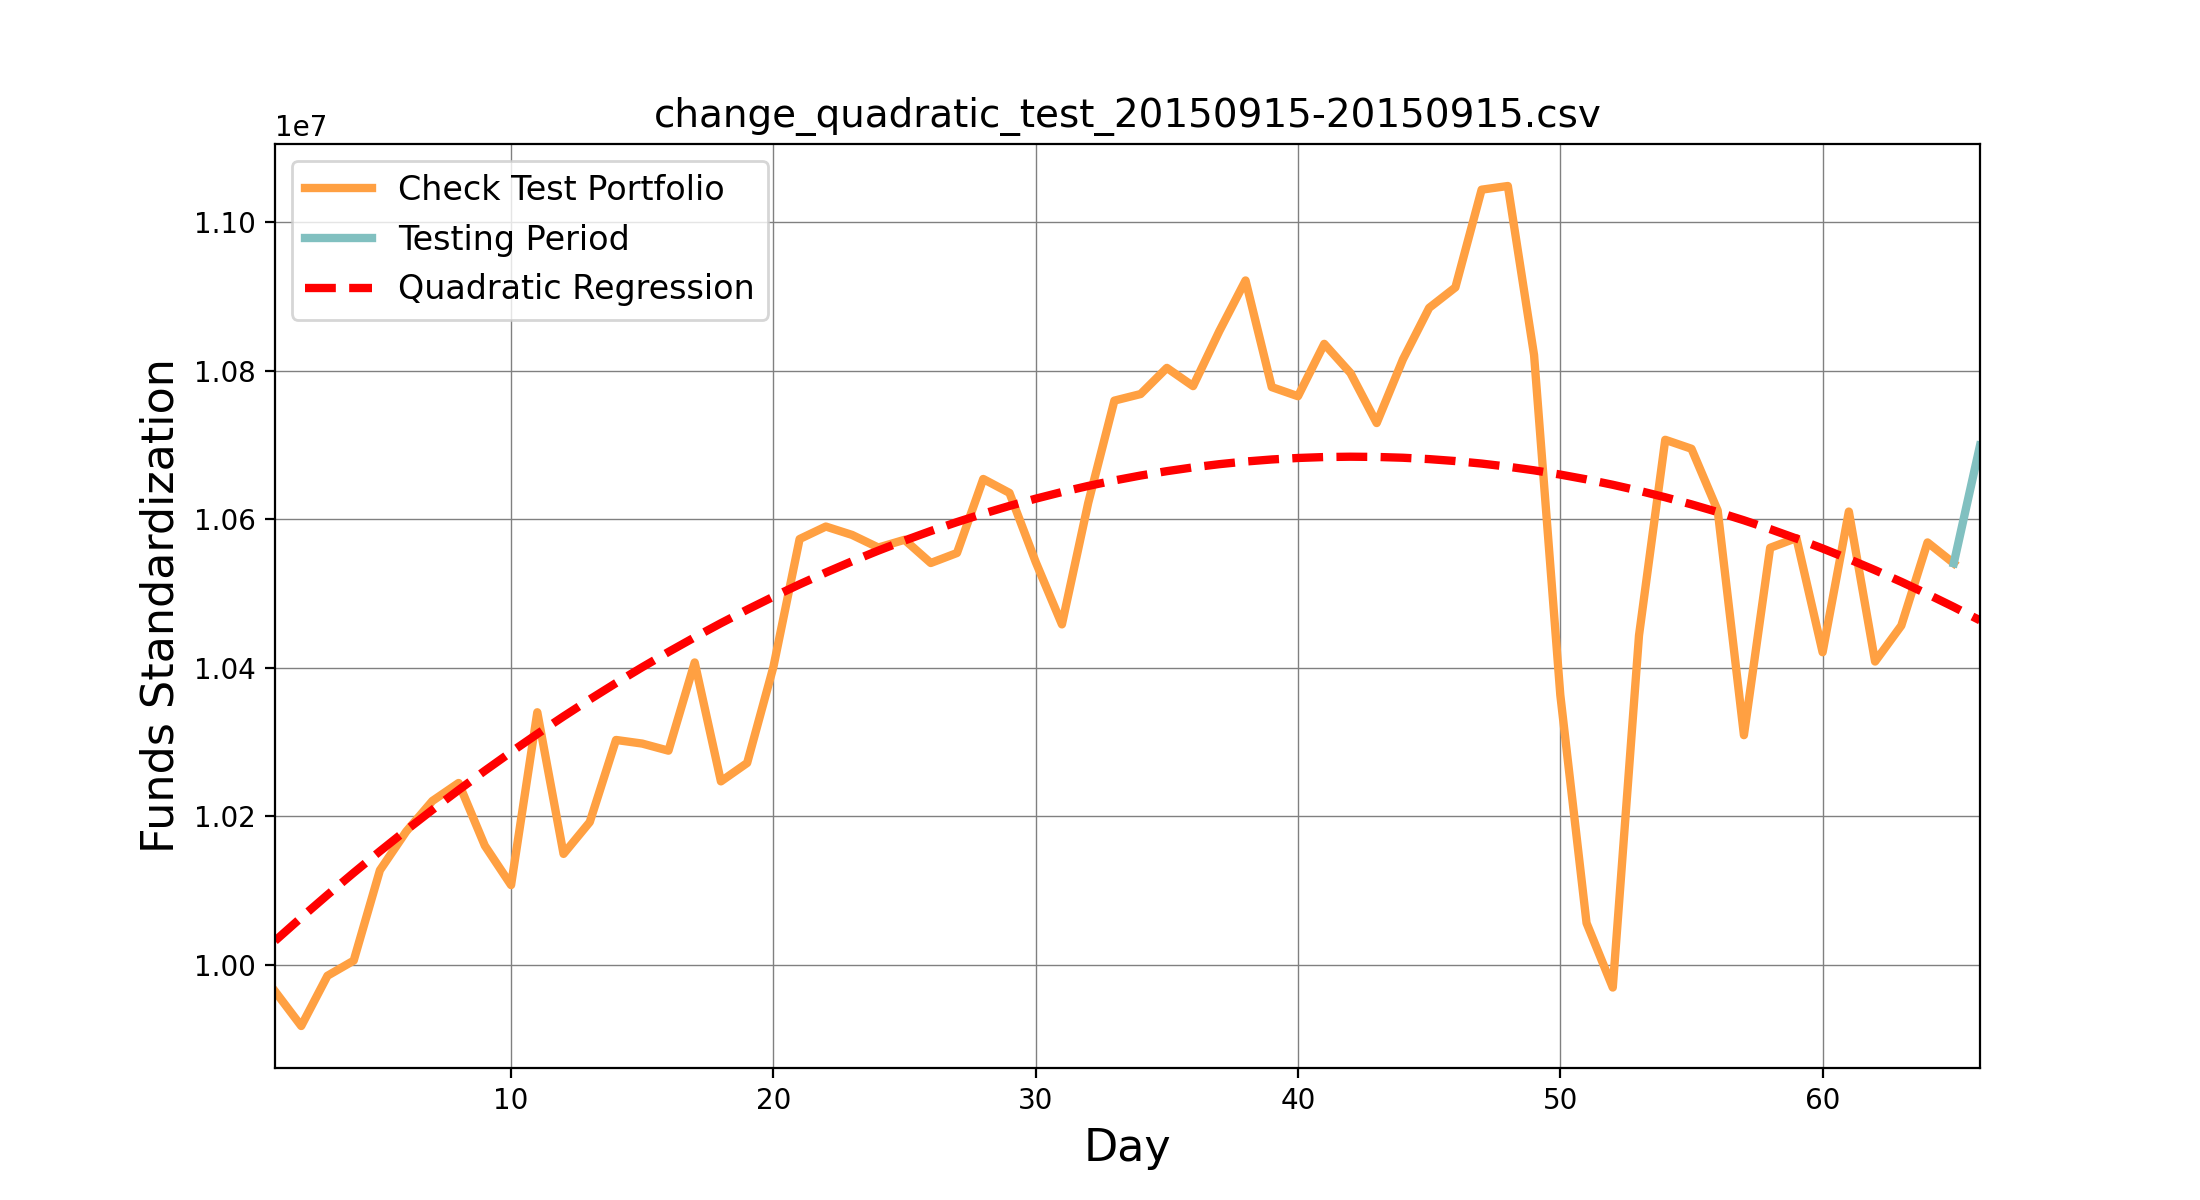 change_quadratic_test_20150915-20150915.csv
1e7
Check Test Portfolio
Testing Period
Quadratic Regression
1.10
1.08
1.06
1.04
1.02
1.00
Funds Standardization
10 20 30 40 50 60
Day